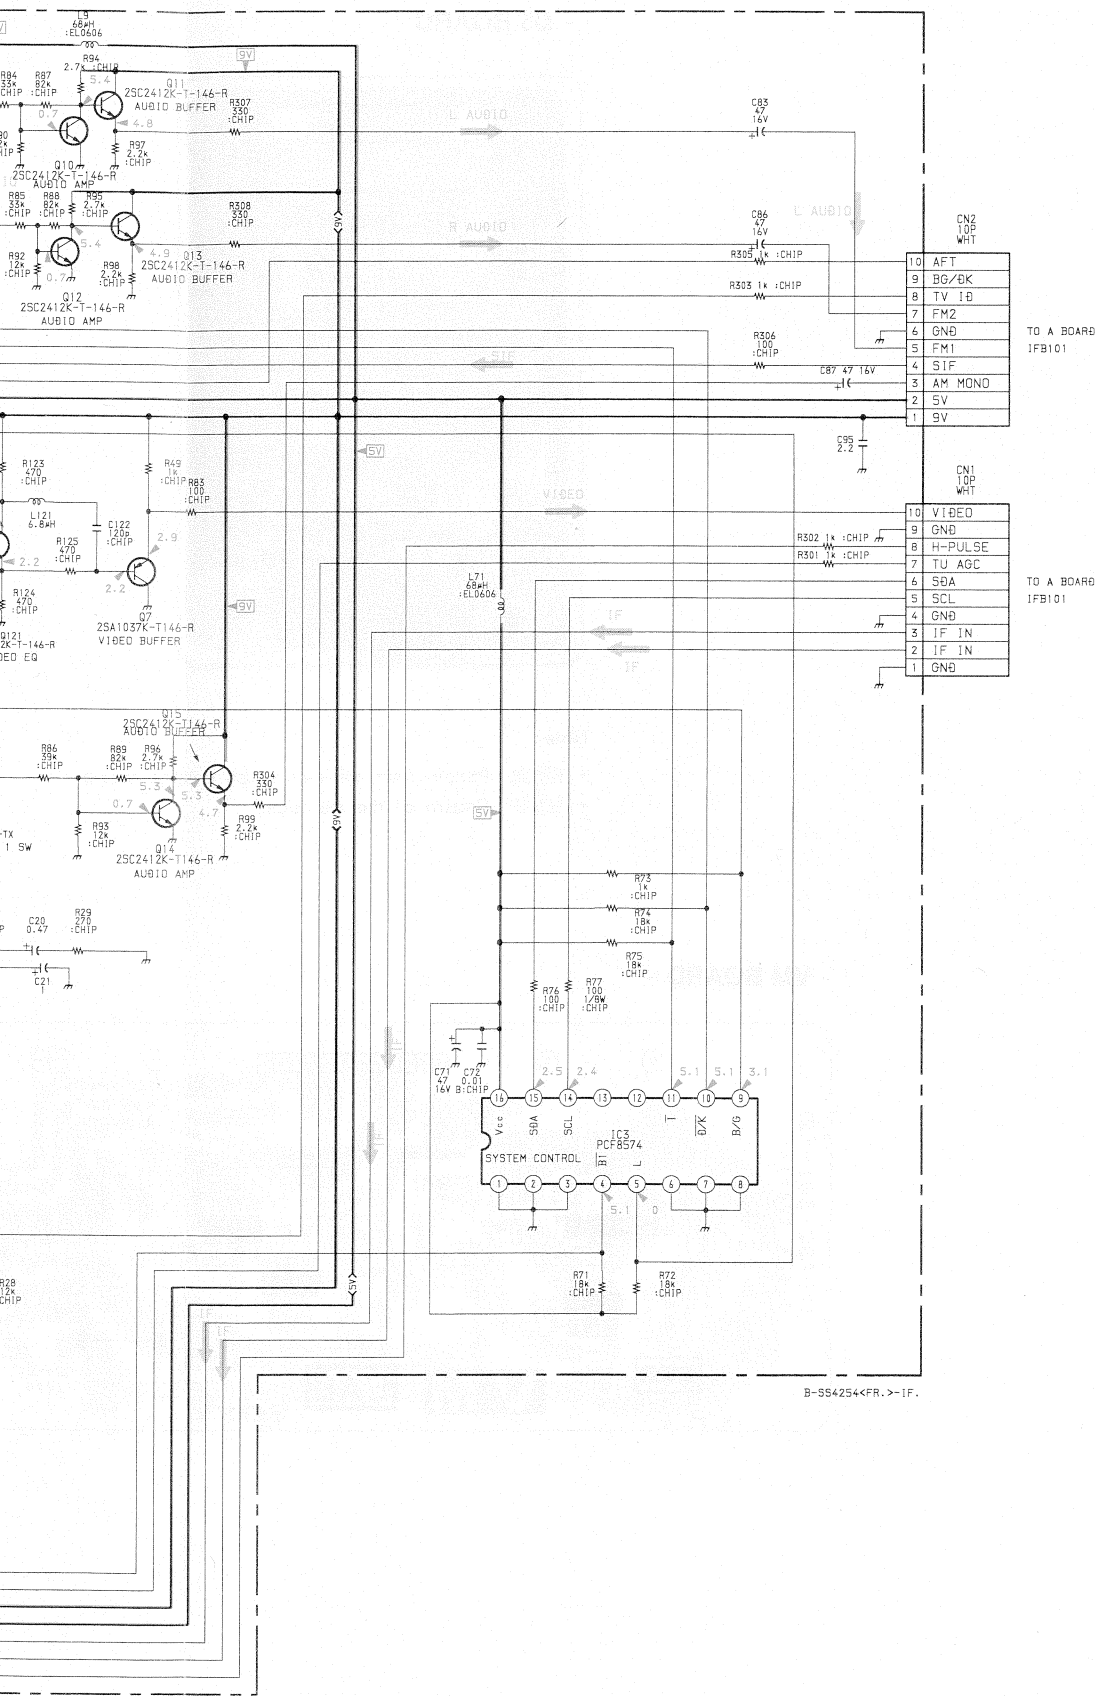 L9
68μH
:EL0606
R94
2.7k :CHIP
5.4
R84
33k
CHIP
R87
82k
:CHIP
0.7
Q11
2SC2412K-T-146-R
AUDIO BUFFER
4.8
R97
2.2k
:CHIP
Q10
2SC2412K-T-146-R
AUDIO AMP
9V
R307
330
:CHIP
L AUDIO
C83
47
16V
R85
33k
:CHIP
R88
82k
:CHIP
R95
2.7k
:CHIP
5.4
R92
12k
:CHIP
0.7
4.9
Q13
2SC2412K-T-146-R
AUDIO BUFFER
R98
2.2k
:CHIP
Q12
2SC2412K-T-146-R
AUDIO AMP
R308
330
:CHIP
9V
R AUDIO
C86
47
16V
L AUDIO
R305 1k :CHIP
R303 1k :CHIP
R306
100
:CHIP
SIF
C87 47 16V
CN2
10P
WHT
10 AFT
9 BG/DK
8 TV ID
7 FM2
6 GND
5 FM1
4 SIF
3 AM MONO
2 5V
1 9V
TO A BOARD
IFB101
C95
2.2
5V
R123
470
:CHIP
L121
6.8μH
R125
470
:CHIP
C122
120p
:CHIP
R49
1k
:CHIP
R83
100
:CHIP
2.9
2.2
2.2
R124
470
:CHIP
Q121
2K-T-146-R
DEO EQ
Q7
2SA1037K-T146-R
VIDEO BUFFER
9V
VIDEO
R302 1k :CHIP
R301 1k :CHIP
CN1
10P
WHT
10 VIDEO
9 GND
8 H-PULSE
7 TU AGC
6 SDA
5 SCL
4 GND
3 IF IN
2 IF IN
1 GND
TO A BOARD
IFB101
L71
68μH
:EL0606
IF
IF
Q15
2SC2412K-T146-R
AUDIO BUFFER
R86
39k
:CHIP
R89
82k
:CHIP
R96
2.7k
:CHIP
5.3
5.3
0.7
4.7
R304
330
:CHIP
R93
12k
:CHIP
R99
2.2k
:CHIP
Q14
2SC2412K-T146-R
AUDIO AMP
-TX
1 SW
9V
5V
C20
0.47
R29
270
:CHIP
C21
1
R73
1k
:CHIP
R74
18k
:CHIP
R75
18k
:CHIP
R76
100
:CHIP
R77
100
1/8W
:CHIP
IF
C71
47
16V
C72
0.01
B:CHIP
2.5
2.4
5.1
5.1
3.1
16 15 14 13 12 11 10 9
Vcc SDA SCL I D/K B/G
IF
IC3
PCF8574
SYSTEM CONTROL
B1 L
1 2 3 4 5 6 7 8
5.1 0
R71
18k
:CHIP
R72
18k
:CHIP
5V
R28
12k
CHIP
IF
IF
B-SS4254<FR.>-IF.